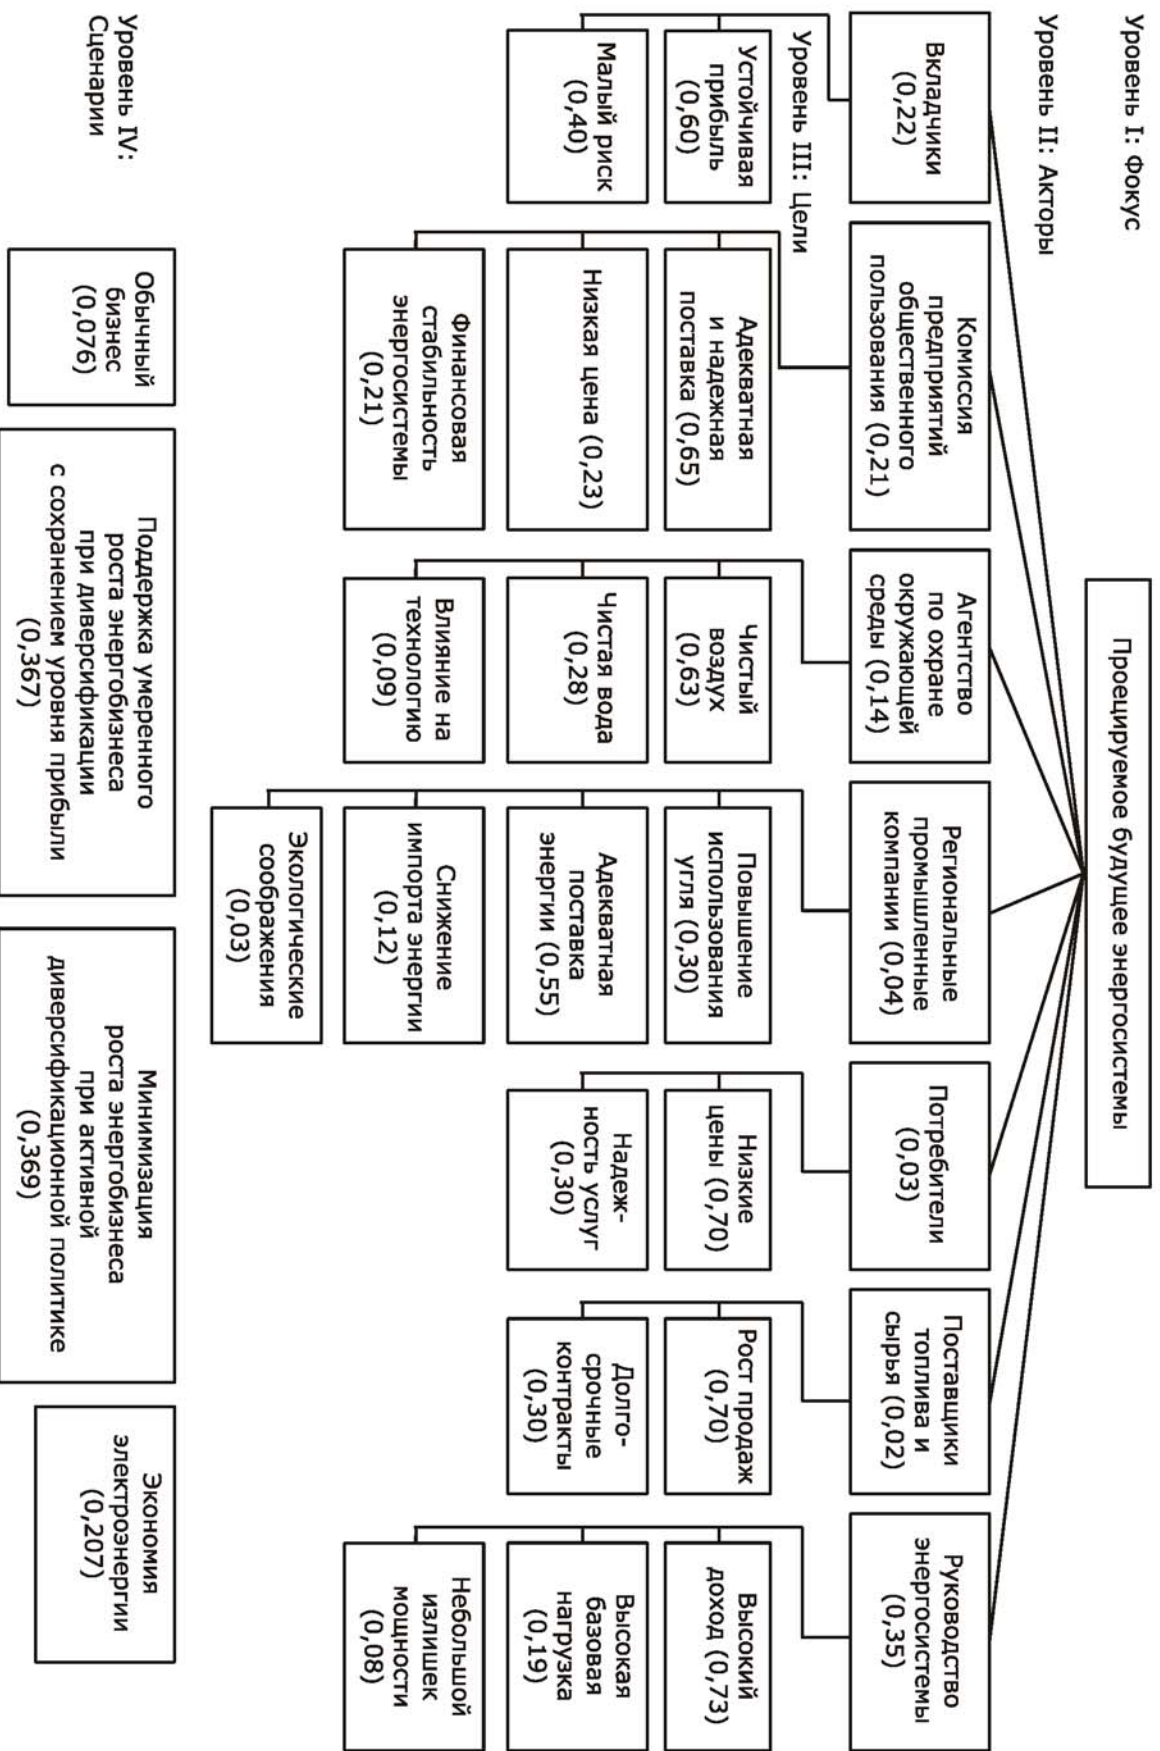 Уровень I: Фокус
Проецируемое будущее энергосистемы
Уровень II: Акторы
Вкладчики
(0,22)
Комиссия
предприятий
общественного
пользования (0,21)
Агентство
по охране
окружающей
среды (0,14)
Региональные
промышленные
компании (0,04)
Потребители
(0,03)
Поставщики
топлива и
сырья (0,02)
Руководство
энергосистемы
(0,35)
Уровень III: Цели
Устойчивая
прибыль
(0,60)
Малый риск
(0,40)
Адекватная
и надежная
поставка (0,65)
Низкая цена (0,23)
Финансовая
стабильность
энергосистемы
(0,21)
Чистый
воздух
(0,63)
Чистая вода
(0,28)
Влияние на
технологию
(0,09)
Повышение
использования
угля (0,30)
Адекватная
поставка
энергии (0,55)
Снижение
импорта энергии
(0,12)
Экологические
соображения
(0,03)
Низкие
цены (0,70)
Надеж-
ность услуг
(0,30)
Рост продаж
(0,70)
Долго-
срочные
контракты
(0,30)
Высокий
доход (0,73)
Высокая
базовая
нагрузка
(0,19)
Небольшой
излишек
мощности
(0,08)
Уровень IV:
Сценарии
Обычный
бизнес
(0,076)
Поддержка умеренного
роста энергобизнеса
при диверсификации
с сохранением уровня прибыли
(0,367)
Минимизация
роста энергобизнеса
при активной
диверсификационной политике
(0,369)
Экономия
электроэнергии
(0,207)